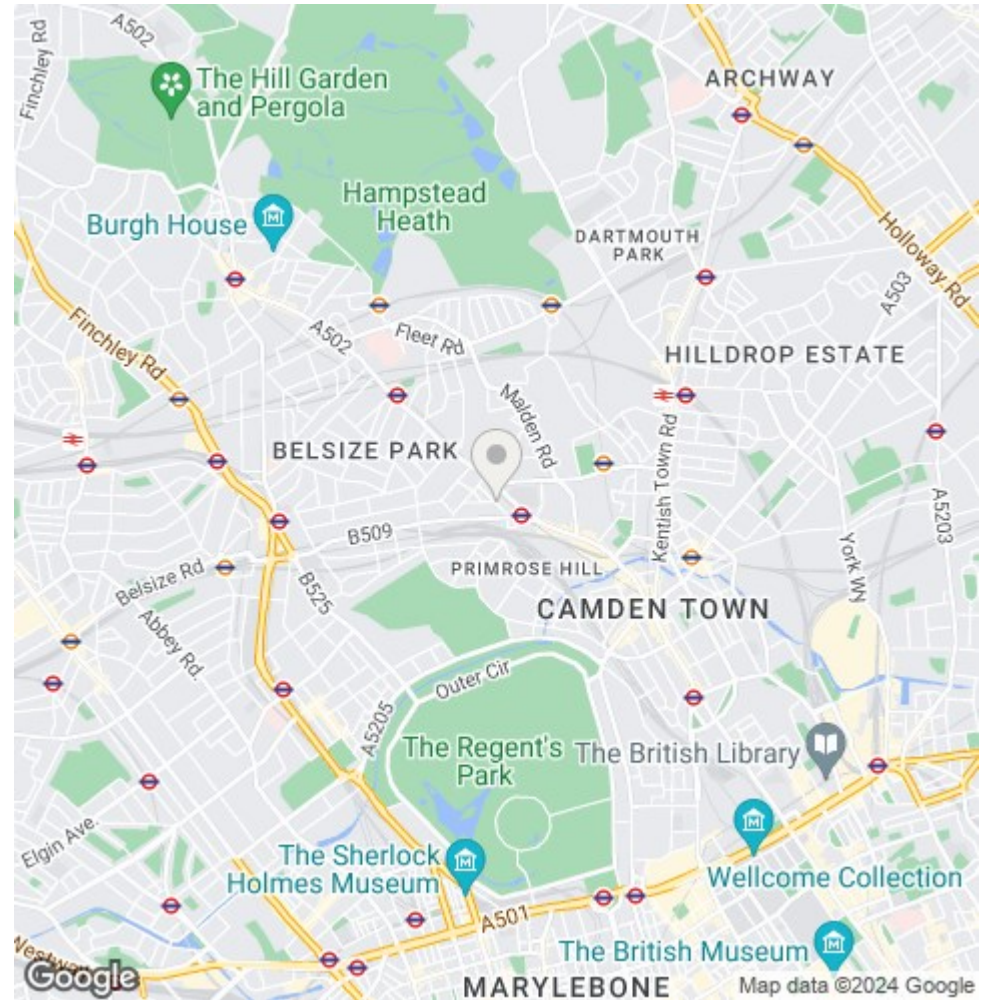 A502
Finchley Rd
The Hill Garden
and Pergola
ARCHWAY
Hampstead
Heath
Burgh House
DARTMOUTH
PARK
Holloway Rd
A503
A502
Fleet Rd
Finchley Rd
HILLDROP ESTATE
Malden Rd
BELSIZE PARK
Kentish Town Rd
A5203
B509
York Wy
Belsize Rd
B525
PRIMROSE HILL
CAMDEN TOWN
Abbey Rd.
Outer Cir
A5205
The Regent's
Park
The British Library
Elgin Ave.
The Sherlock
Holmes Museum
Wellcome Collection
A501
The British Museum
Westway
Google
MARYLEBONE
Map data ©2024 Google